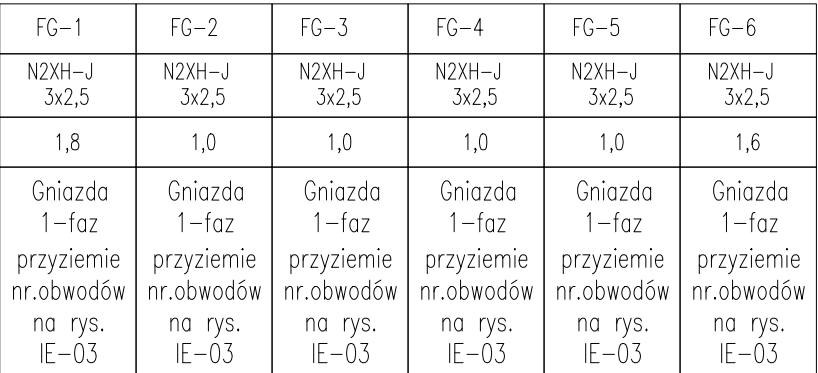 FG-1 FG-2 FG-3 FG-4 FG-5 FG-6
N2XH-J N2XH-J N2XH-J N2XH-J N2XH-J N2XH-J
3x2,5 3x2,5 3x2,5 3x2,5 3x2,5 3x2,5
1,8 1,0 1,0 1,0 1,0 1,6
Gniazda Gniazda Gniazda Gniazda Gniazda Gniazda
1-faz 1-faz 1-faz 1-faz 1-faz 1-faz
przyziemie przyziemie przyziemie przyziemie przyziemie przyziemie
nr.obwodów nr.obwodów nr.obwodów nr.obwodów nr.obwodów nr.obwodów
na rys. na rys. na rys. na rys. na rys. na rys.
IE-03 IE-03 IE-03 IE-03 IE-03 IE-03